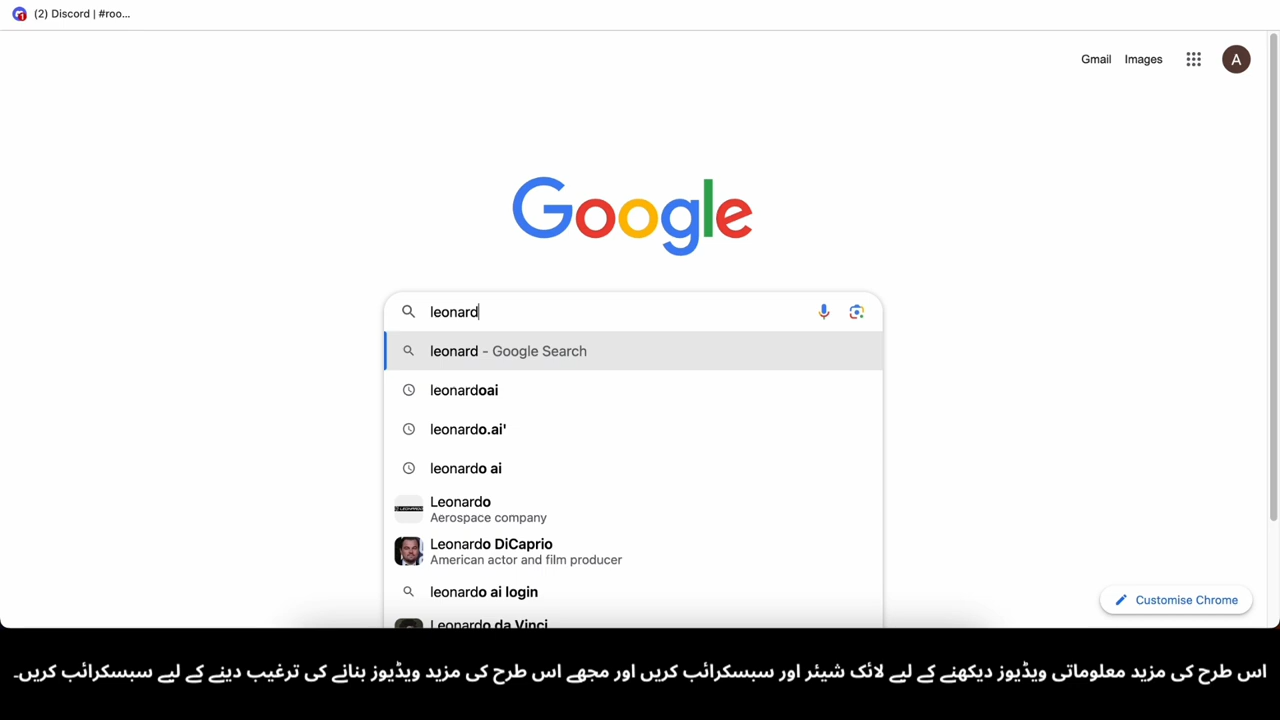 (2) Discord | #roo...
Gmail Images A
Google
leonard
leonard - Google Search
leonardoai
leonardo.ai'
leonardo ai
Leonardo
Aerospace company
Leonardo DiCaprio
American actor and film producer
leonardo ai login
Leonardo da Vinci
Customise Chrome
اس طرح کی مزید معلوماتی ویڈیوز دیکھنے کے لیے لائک شیئر اور سبسکرائب کریں اور مجھے اس طرح کی مزید ویڈیوز بنانے کی ترغیب دینے کے لیے سبسکرائب کریں۔